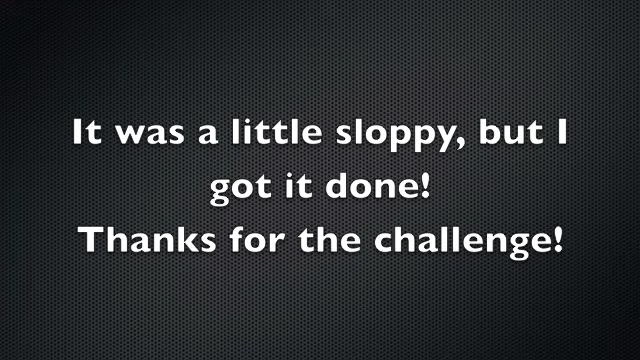 It was a little sloppy, but I
got it done!
Thanks for the challenge!